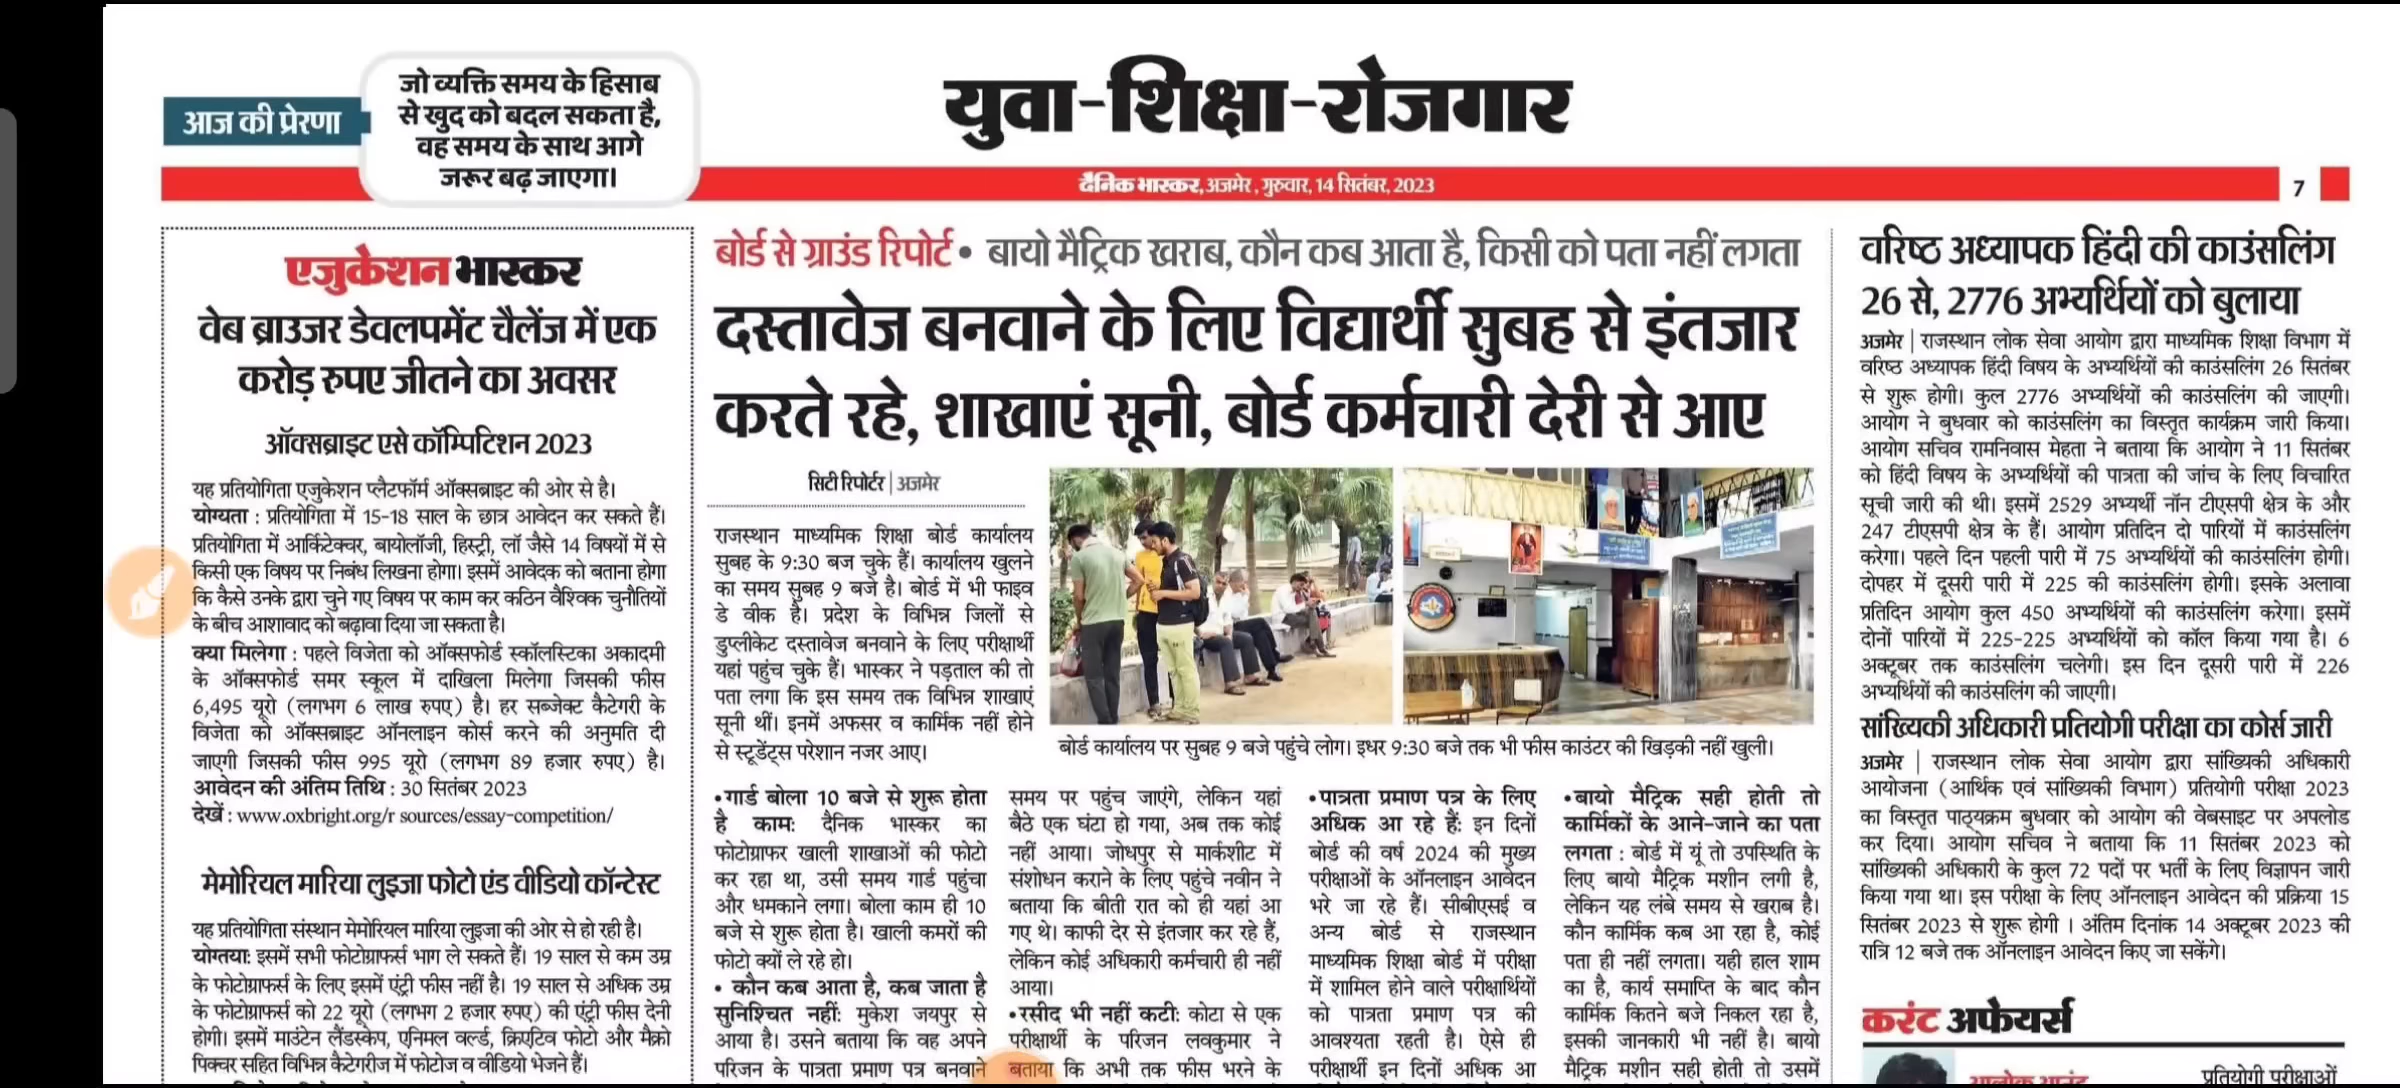 आज की प्रेरणा
जो व्यक्ति समय के हिसाब
से खुद को बदल सकता है,
वह समय के साथ आगे
जरूर बढ़ जाएगा।
युवा-शिक्षा-रोजगार
दैनिक भास्कर, अजमेर, गुरुवार, 14 सितंबर, 2023
7
एजुकेशन भास्कर
वेब ब्राउजर डेवलपमेंट चैलेंज में एक
करोड़ रुपए जीतने का अवसर
ऑक्सब्राइट एसे कॉम्पिटिशन 2023
यह प्रतियोगिता एजुकेशन प्लैटफॉर्म ऑक्सब्राइट की ओर से है।
योग्यता : प्रतियोगिता में 15-18 साल के छात्र आवेदन कर सकते हैं।
प्रतियोगिता में आर्किटेक्चर, बायोलॉजी, हिस्ट्री, लॉ जैसे 14 विषयों में से
किसी एक विषय पर निबंध लिखना होगा। इसमें आवेदक को बताना होगा
कि कैसे उनके द्वारा चुने गए विषय पर काम कर कठिन वैश्विक चुनौतियों
के बीच आशावाद को बढ़ावा दिया जा सकता है।
क्या मिलेगा : पहले विजेता को ऑक्सफोर्ड स्कॉलस्टिका अकादमी
के ऑक्सफोर्ड समर स्कूल में दाखिला मिलेगा जिसकी फीस
6,495 यूरो (लगभग 6 लाख रुपए) है। हर सब्जेक्ट कैटेगरी के
विजेता को ऑक्सब्राइट ऑनलाइन कोर्स करने की अनुमति दी
जाएगी जिसकी फीस 995 यूरो (लगभग 89 हजार रुपए) है।
आवेदन की अंतिम तिथि : 30 सितंबर 2023
देखें : www.oxbright.org/r sources/essay-competition/
मेमोरियल मारिया लुइजा फोटो एंड वीडियो कॉन्टेस्ट
यह प्रतियोगिता संस्थान मेमोरियल मारिया लुइजा की ओर से हो रही है।
योग्तया: इसमें सभी फोटोग्राफर्स भाग ले सकते हैं। 19 साल से कम उम्र
के फोटोग्राफर्स के लिए इसमें एंट्री फीस नहीं है। 19 साल से अधिक उम्र
के फोटोग्राफर्स को 22 यूरो (लगभग 2 हजार रुपए) की एंट्री फीस देनी
होगी। इसमें माउंटेन लैंडस्केप, एनिमल वर्ल्ड, क्रिएटिव फोटो और मैक्रो
पिक्चर सहित विभिन्न कैटेगरीज में फोटोज व वीडियो भेजने हैं।
बोर्ड से ग्राउंड रिपोर्ट • बायो मैट्रिक खराब, कौन कब आता है, किसी को पता नहीं लगता
दस्तावेज बनवाने के लिए विद्यार्थी सुबह से इंतजार
करते रहे, शाखाएं सूनी, बोर्ड कर्मचारी देरी से आए
सिटी रिपोर्टर | अजमेर
राजस्थान माध्यमिक शिक्षा बोर्ड कार्यालय
सुबह के 9:30 बज चुके हैं। कार्यालय खुलने
का समय सुबह 9 बजे है। बोर्ड में भी फाइव
डे वीक है। प्रदेश के विभिन्न जिलों से
डुप्लीकेट दस्तावेज बनवाने के लिए परीक्षार्थी
यहां पहुंच चुके हैं। भास्कर ने पड़ताल की तो
पता लगा कि इस समय तक विभिन्न शाखाएं
सूनी थीं। इनमें अफसर व कार्मिक नहीं होने
से स्टूडेंट्स परेशान नजर आए।
बोर्ड कार्यालय पर सुबह 9 बजे पहुंचे लोग। इधर 9:30 बजे तक भी फीस काउंटर की खिड़की नहीं खुली।
•गार्ड बोला 10 बजे से शुरू होता
है काम: दैनिक भास्कर का
फोटोग्राफर खाली शाखाओं की फोटो
कर रहा था, उसी समय गार्ड पहुंचा
और धमकाने लगा। बोला काम ही 10
बजे से शुरू होता है। खाली कमरों की
फोटो क्यों ले रहे हो।
• कौन कब आता है, कब जाता है
सुनिश्चित नहीं: मुकेश जयपुर से
आया है। उसने बताया कि वह अपने
परिजन के पात्रता प्रमाण पत्र बनवाने
समय पर पहुंच जाएंगे, लेकिन यहां
बैठे एक घंटा हो गया, अब तक कोई
नहीं आया। जोधपुर से मार्कशीट में
संशोधन कराने के लिए पहुंचे नवीन ने
बताया कि बीती रात को ही यहां आ
गए थे। काफी देर से इंतजार कर रहे हैं,
लेकिन कोई अधिकारी कर्मचारी ही नहीं
आया।
•रसीद भी नहीं कटी: कोटा से एक
परीक्षार्थी के परिजन लवकुमार ने
बताया कि अभी तक फीस भरने के
•पात्रता प्रमाण पत्र के लिए
अधिक आ रहे हैं: इन दिनों
बोर्ड की वर्ष 2024 की मुख्य
परीक्षाओं के ऑनलाइन आवेदन
भरे जा रहे हैं। सीबीएसई व
अन्य बोर्ड से राजस्थान
माध्यमिक शिक्षा बोर्ड में परीक्षा
में शामिल होने वाले परीक्षार्थियों
को पात्रता प्रमाण पत्र की
आवश्यता रहती है। ऐसे ही
परीक्षार्थी इन दिनों अधिक आ
•बायो मैट्रिक सही होती तो
कार्मिकों के आने-जाने का पता
लगता : बोर्ड में यूं तो उपस्थिति के
लिए बायो मैट्रिक मशीन लगी है,
लेकिन यह लंबे समय से खराब है।
कौन कार्मिक कब आ रहा है, कोई
पता ही नहीं लगता। यही हाल शाम
का है, कार्य समाप्ति के बाद कौन
कार्मिक कितने बजे निकल रहा है,
इसकी जानकारी भी नहीं है। बायो
मैट्रिक मशीन सही होती तो उसमें
वरिष्ठ अध्यापक हिंदी की काउंसलिंग
26 से, 2776 अभ्यर्थियों को बुलाया
अजमेर | राजस्थान लोक सेवा आयोग द्वारा माध्यमिक शिक्षा विभाग में
वरिष्ठ अध्यापक हिंदी विषय के अभ्यर्थियों की काउंसलिंग 26 सितंबर
से शुरू होगी। कुल 2776 अभ्यर्थियों की काउंसलिंग की जाएगी।
आयोग ने बुधवार को काउंसलिंग का विस्तृत कार्यक्रम जारी किया।
आयोग सचिव रामनिवास मेहता ने बताया कि आयोग ने 11 सितंबर
को हिंदी विषय के अभ्यर्थियों की पात्रता की जांच के लिए विचारित
सूची जारी की थी। इसमें 2529 अभ्यर्थी नॉन टीएसपी क्षेत्र के और
247 टीएसपी क्षेत्र के हैं। आयोग प्रतिदिन दो पारियों में काउंसलिंग
करेगा। पहले दिन पहली पारी में 75 अभ्यर्थियों की काउंसलिंग होगी।
दोपहर में दूसरी पारी में 225 की काउंसलिंग होगी। इसके अलावा
प्रतिदिन आयोग कुल 450 अभ्यर्थियों की काउंसलिंग करेगा। इसमें
दोनों पारियों में 225-225 अभ्यर्थियों को कॉल किया गया है। 6
अक्टूबर तक काउंसलिंग चलेगी। इस दिन दूसरी पारी में 226
अभ्यर्थियों की काउंसलिंग की जाएगी।
सांख्यिकी अधिकारी प्रतियोगी परीक्षा का कोर्स जारी
अजमेर | राजस्थान लोक सेवा आयोग द्वारा सांख्यिकी अधिकारी
आयोजना (आर्थिक एवं सांख्यिकी विभाग) प्रतियोगी परीक्षा 2023
का विस्तृत पाठ्यक्रम बुधवार को आयोग की वेबसाइट पर अपलोड
कर दिया। आयोग सचिव ने बताया कि 11 सितंबर 2023 को
सांख्यिकी अधिकारी के कुल 72 पदों पर भर्ती के लिए विज्ञापन जारी
किया गया था। इस परीक्षा के लिए ऑनलाइन आवेदन की प्रक्रिया 15
सितंबर 2023 से शुरू होगी । अंतिम दिनांक 14 अक्टूबर 2023 की
रात्रि 12 बजे तक ऑनलाइन आवेदन किए जा सकेंगे।
करंट अफेयर्स
आलोक आनंद
प्रतियोगी परीक्षाओं